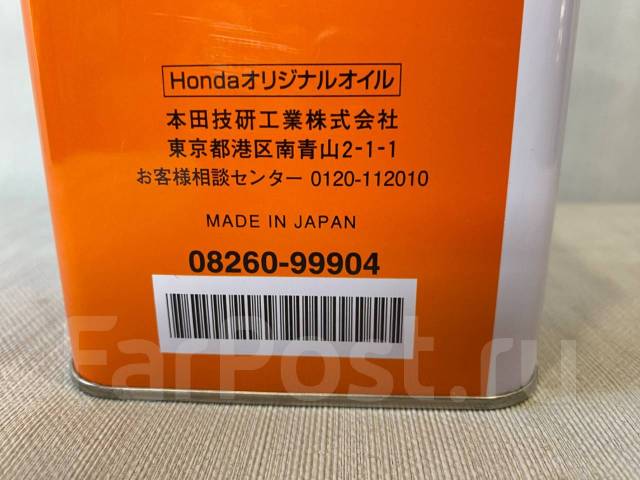 Hondaオリジナルオイル
本田技研工業株式会社
東京都港区南青山2-1-1
お客様相談センター 0120-112010
MADE IN JAPAN
08260-99904
FarPost.ru